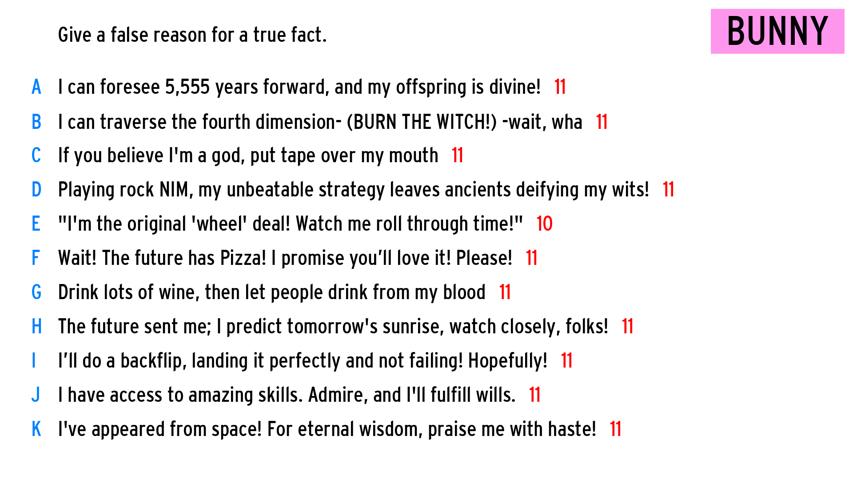 Give a false reason for a true fact.
BUNNY
A I can foresee 5,555 years forward, and my offspring is divine! 11
B I can traverse the fourth dimension- (BURN THE WITCH!) -wait, wha 11
C If you believe I'm a god, put tape over my mouth 11
D Playing rock NIM, my unbeatable strategy leaves ancients deifying my wits! 11
E "I'm the original 'wheel' deal! Watch me roll through time!" 10
F Wait! The future has Pizza! I promise you’ll love it! Please! 11
G Drink lots of wine, then let people drink from my blood 11
H The future sent me; I predict tomorrow's sunrise, watch closely, folks! 11
I I’ll do a backflip, landing it perfectly and not failing! Hopefully! 11
J I have access to amazing skills. Admire, and I'll fulfill wills. 11
K I've appeared from space! For eternal wisdom, praise me with haste! 11